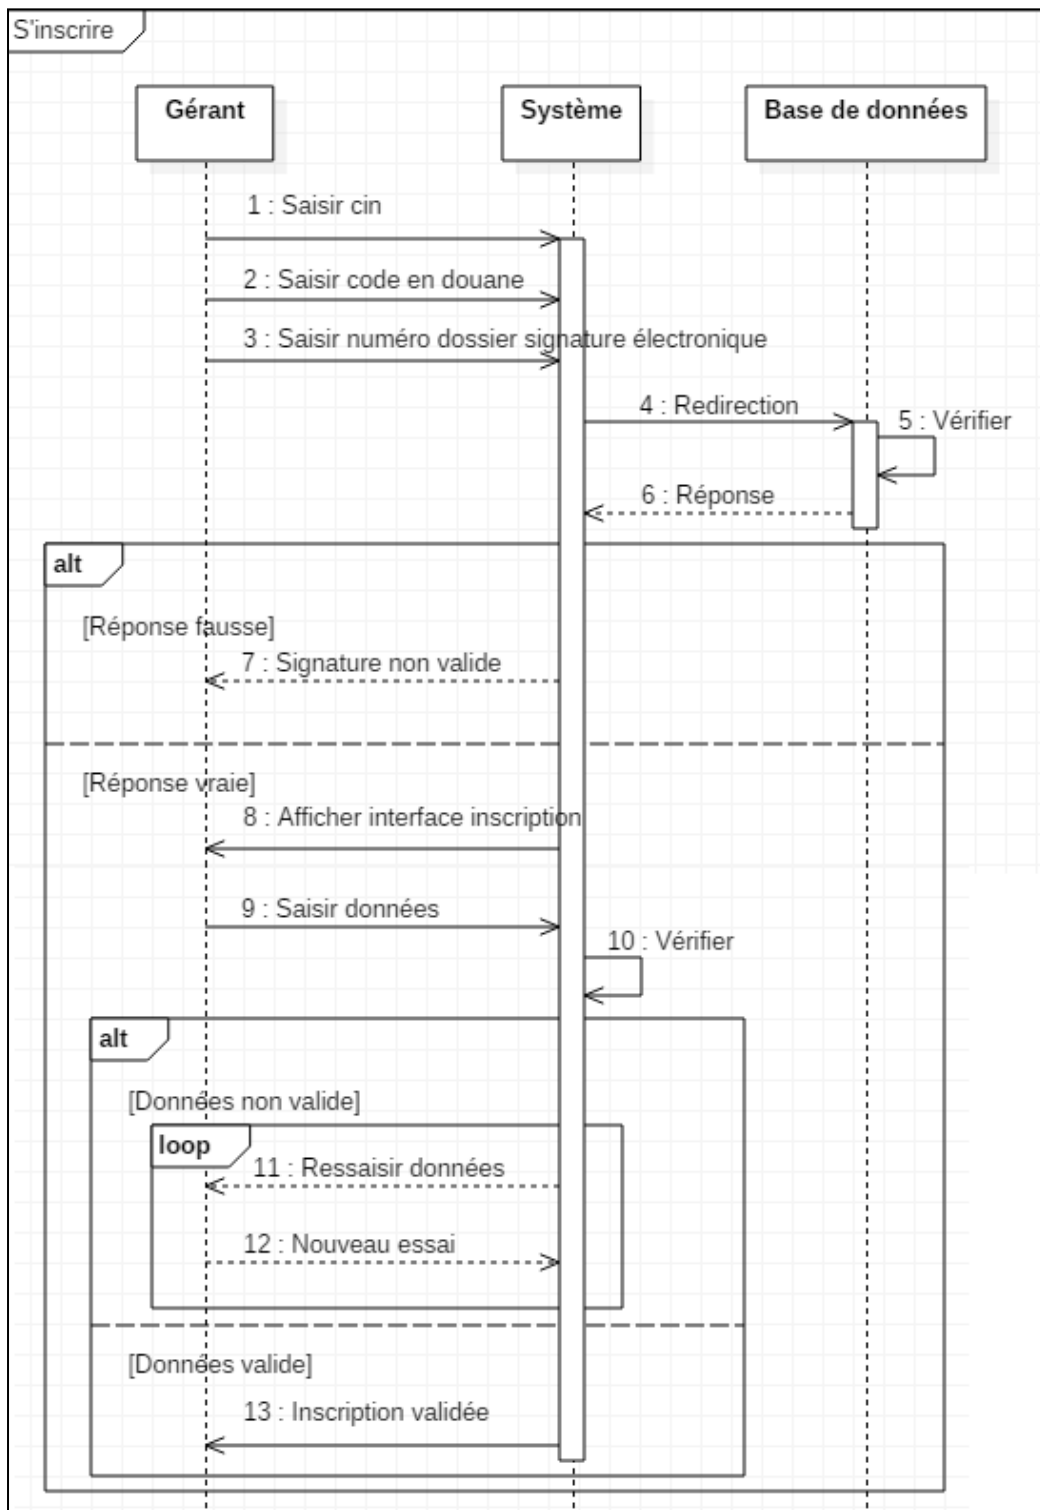 S'inscrire
Gérant
Système
Base de données
1 : Saisir cin
2 : Saisir code en douane
3 : Saisir numéro dossier signature électronique
4 : Redirection
5 : Vérifier
6 : Réponse
alt
[Réponse fausse]
7 : Signature non valide
[Réponse vraie]
8 : Afficher interface inscription
9 : Saisir données
10 : Vérifier
alt
[Données non valide]
loop
11 : Ressaisir données
12 : Nouveau essai
[Données valide]
13 : Inscription validée